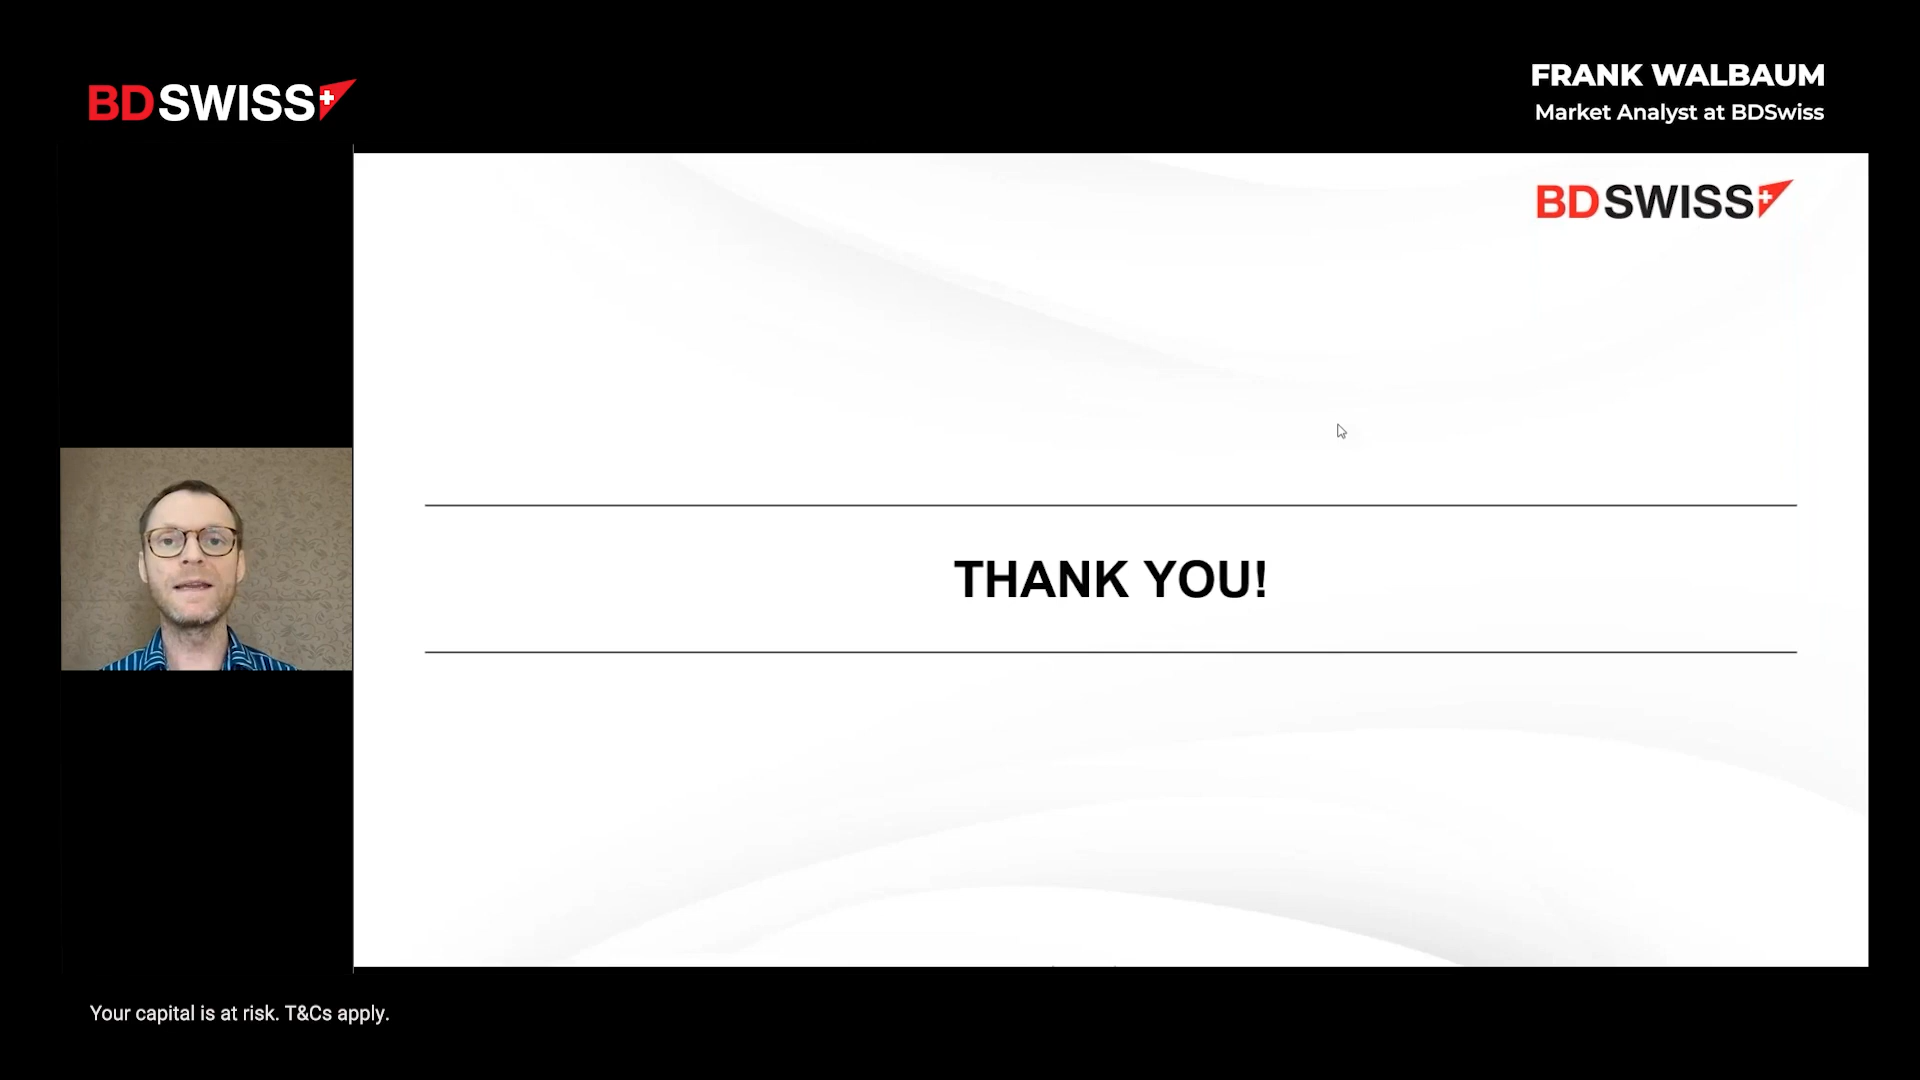 BDSWISS
FRANK WALBAUM
Market Analyst at BDSwiss
BDSWISS
THANK YOU!
Your capital is at risk. T&Cs apply.